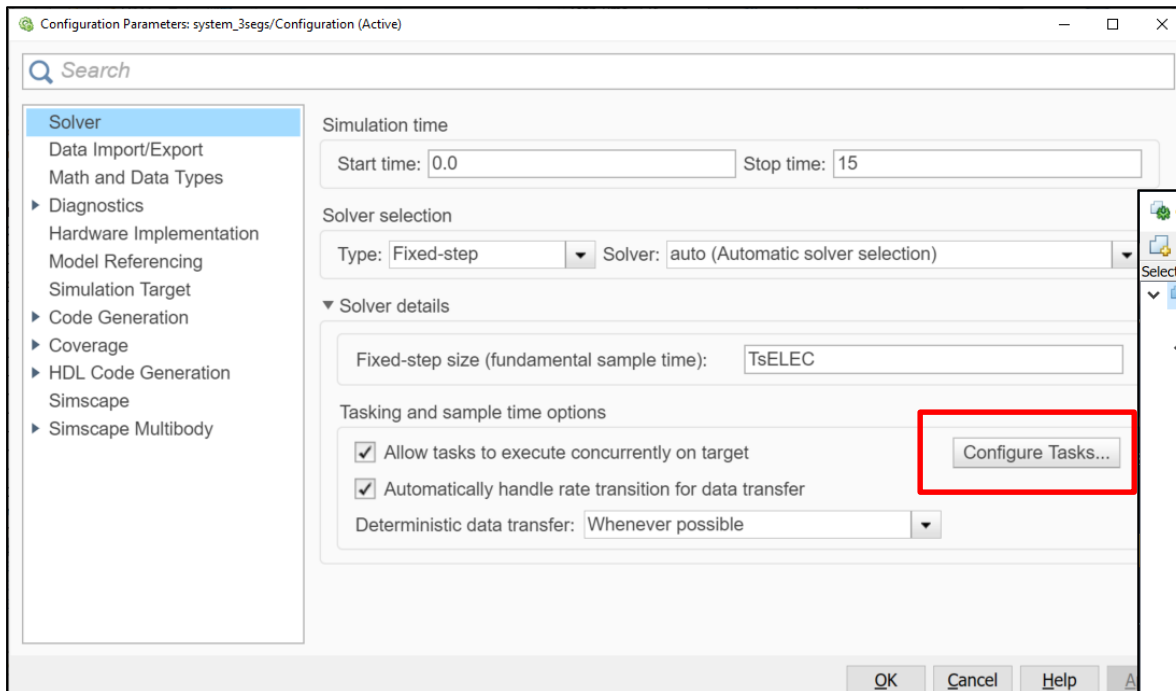 Configuration Parameters: system_3segs/Configuration (Active)
Search
Solver
Data Import/Export
Math and Data Types
Diagnostics
Hardware Implementation
Model Referencing
Simulation Target
Code Generation
Coverage
HDL Code Generation
Simscape
Simscape Multibody
Simulation time
Start time: 0.0 Stop time: 15
Solver selection
Type: Fixed-step Solver: auto (Automatic solver selection)
Solver details
Fixed-step size (fundamental sample time): TsELEC
Tasking and sample time options
Allow tasks to execute concurrently on target Configure Tasks...
Automatically handle rate transition for data transfer
Deterministic data transfer: Whenever possible
OK Cancel Help A
Select